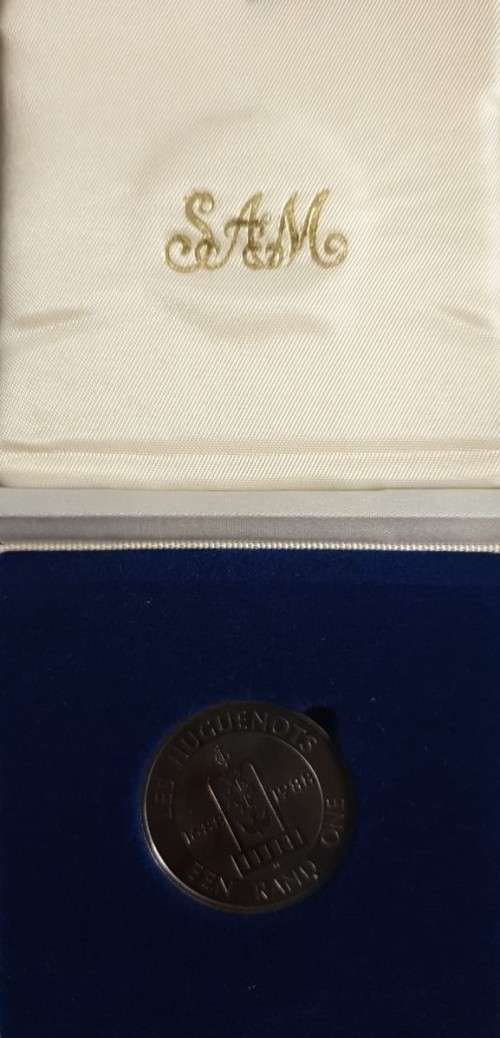 SAM
LES HUGUENOTS
1688 1988
EEN RAND ONE